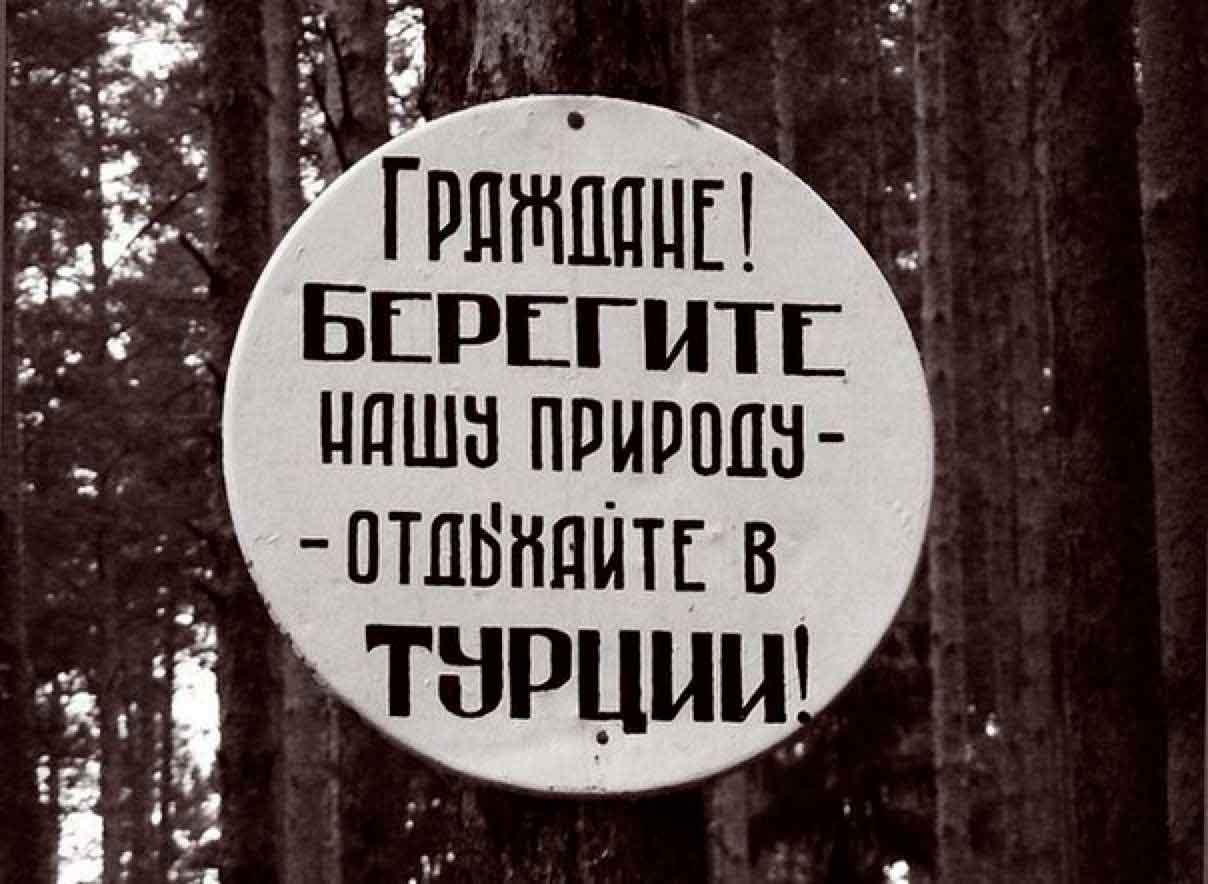 Граждане!
БЕРЕГИТЕ
НАШУ ПРИРОДУ-
-ОТДЫХАЙТЕ В
ТУРЦИИ!